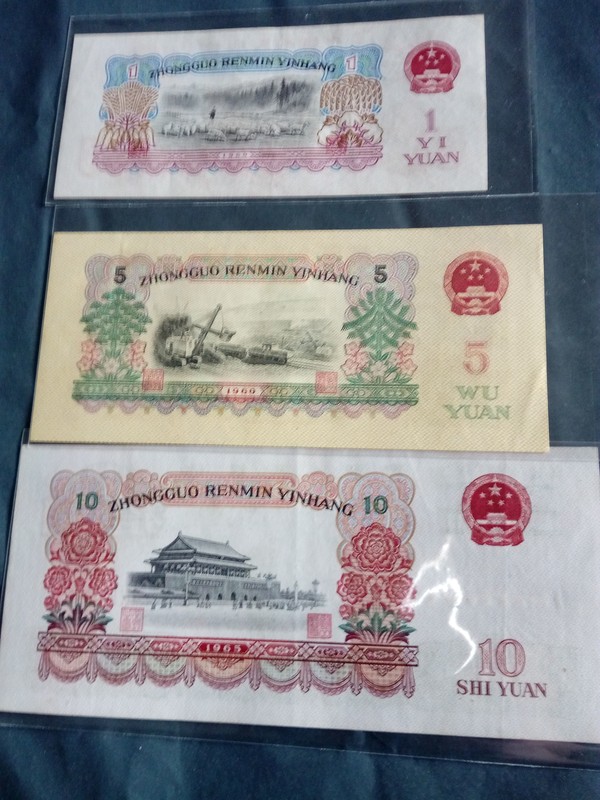 1 ZHONGGUO RENMIN YINHANG 1
1
YI
YUAN
5 ZHONGGUO RENMIN YINHANG 5
5
WU
YUAN
1960
10 ZHONGGUO RENMIN YINHANG 10
1965
10
SHI YUAN